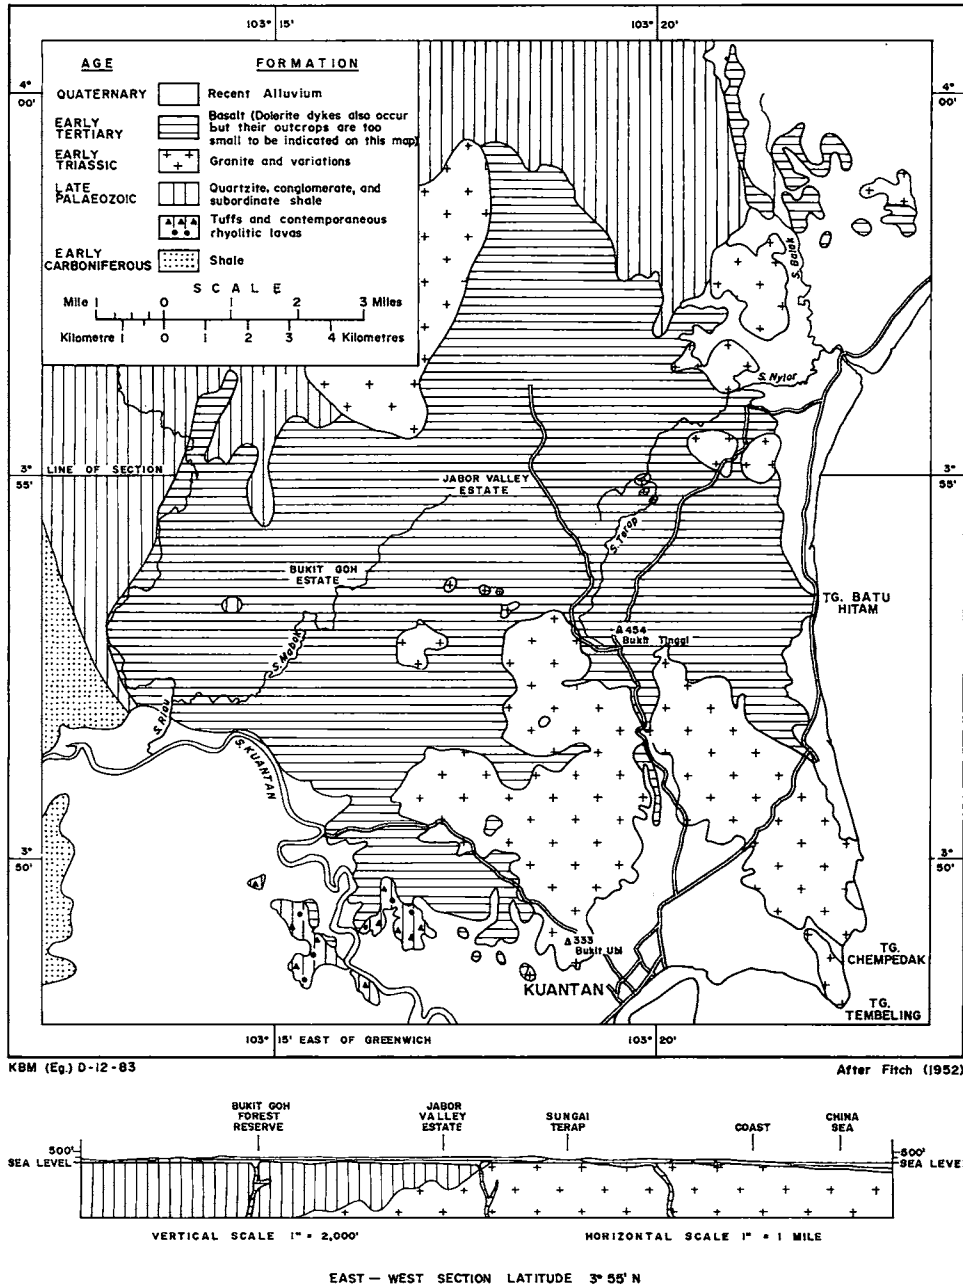 103° 15'
103° 20'
AGE
FORMATION
QUATERNARY
Recent Alluvium
EARLY TERTIARY
Basalt (Dolerite dykes also occur
but their outcrops are too
small to be indicated on this map)
EARLY TRIASSIC
Granite and variations
LATE PALAEOZOIC
Quartzite, conglomerate, and
subordinate shale
Tuffs and contemporaneous
rhyolitic lavas
EARLY CARBONIFEROUS
Shale
SCALE
Mile 1 0 1 2 3 Miles
Kilometre 1 0 1 2 3 4 Kilometres
4° 00'
4° 00'
S. Balok
S. Nylor
LINE OF SECTION
3° 55'
3° 55'
JABOR VALLEY
ESTATE
S. Terap
BUKIT GOH
ESTATE
TG. BATU
HITAM
454
Bukit Tinggi
S. Mabok
S. Riau
S. KUANTAN
3° 50'
3° 50'
333
Bukit Ubi
KUANTAN
TG.
CHEMPEDAK
TG.
TEMBELING
103° 15' EAST OF GREENWICH
103° 20'
KBM (Eg.) D-12-83
After Fitch (1952)
BUKIT GOH
FOREST
RESERVE
JABOR
VALLEY
ESTATE
SUNGAI
TERAP
COAST
CHINA
SEA
500'
SEA LEVEL
500'
SEA LEVEL
VERTICAL SCALE 1" = 2,000'
HORIZONTAL SCALE 1" = 1 MILE
EAST — WEST SECTION LATITUDE 3° 55' N